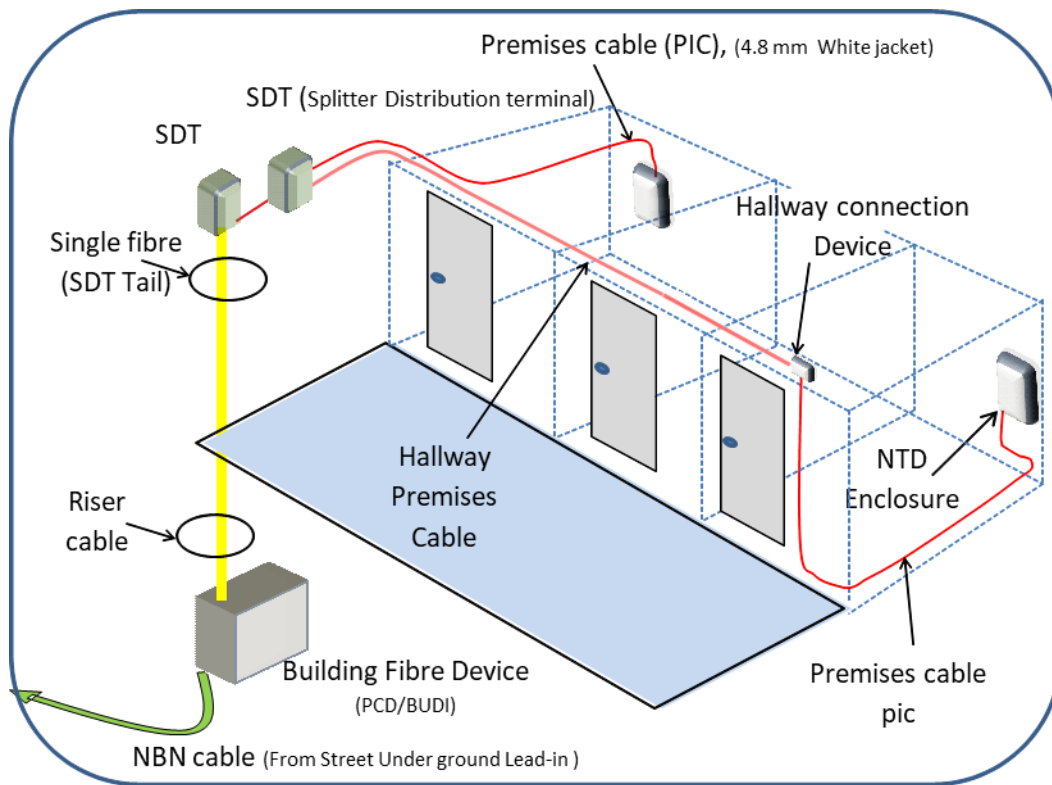 Premises cable (PIC), (4.8 mm White jacket)
SDT (Splitter Distribution terminal)
SDT
Hallway connection
Device
Single fibre
(SDT Tail)
Hallway
Premises
Cable
NTD
Enclosure
Riser
cable
Building Fibre Device
(PCD/BUDI)
Premises cable
pic
NBN cable (From Street Under ground Lead-in )